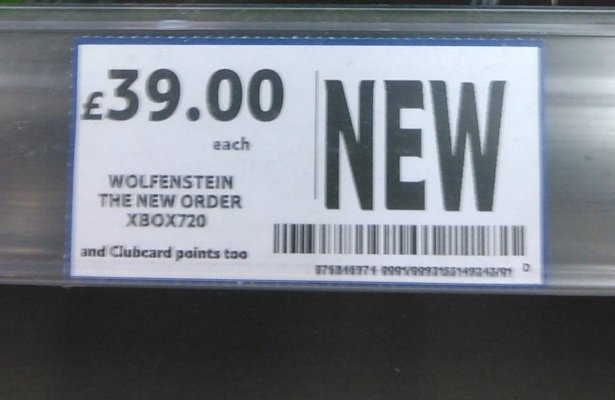 £39.00
each
NEW
WOLFENSTEIN
THE NEW ORDER
XBOX720
and Clubcard points too
D